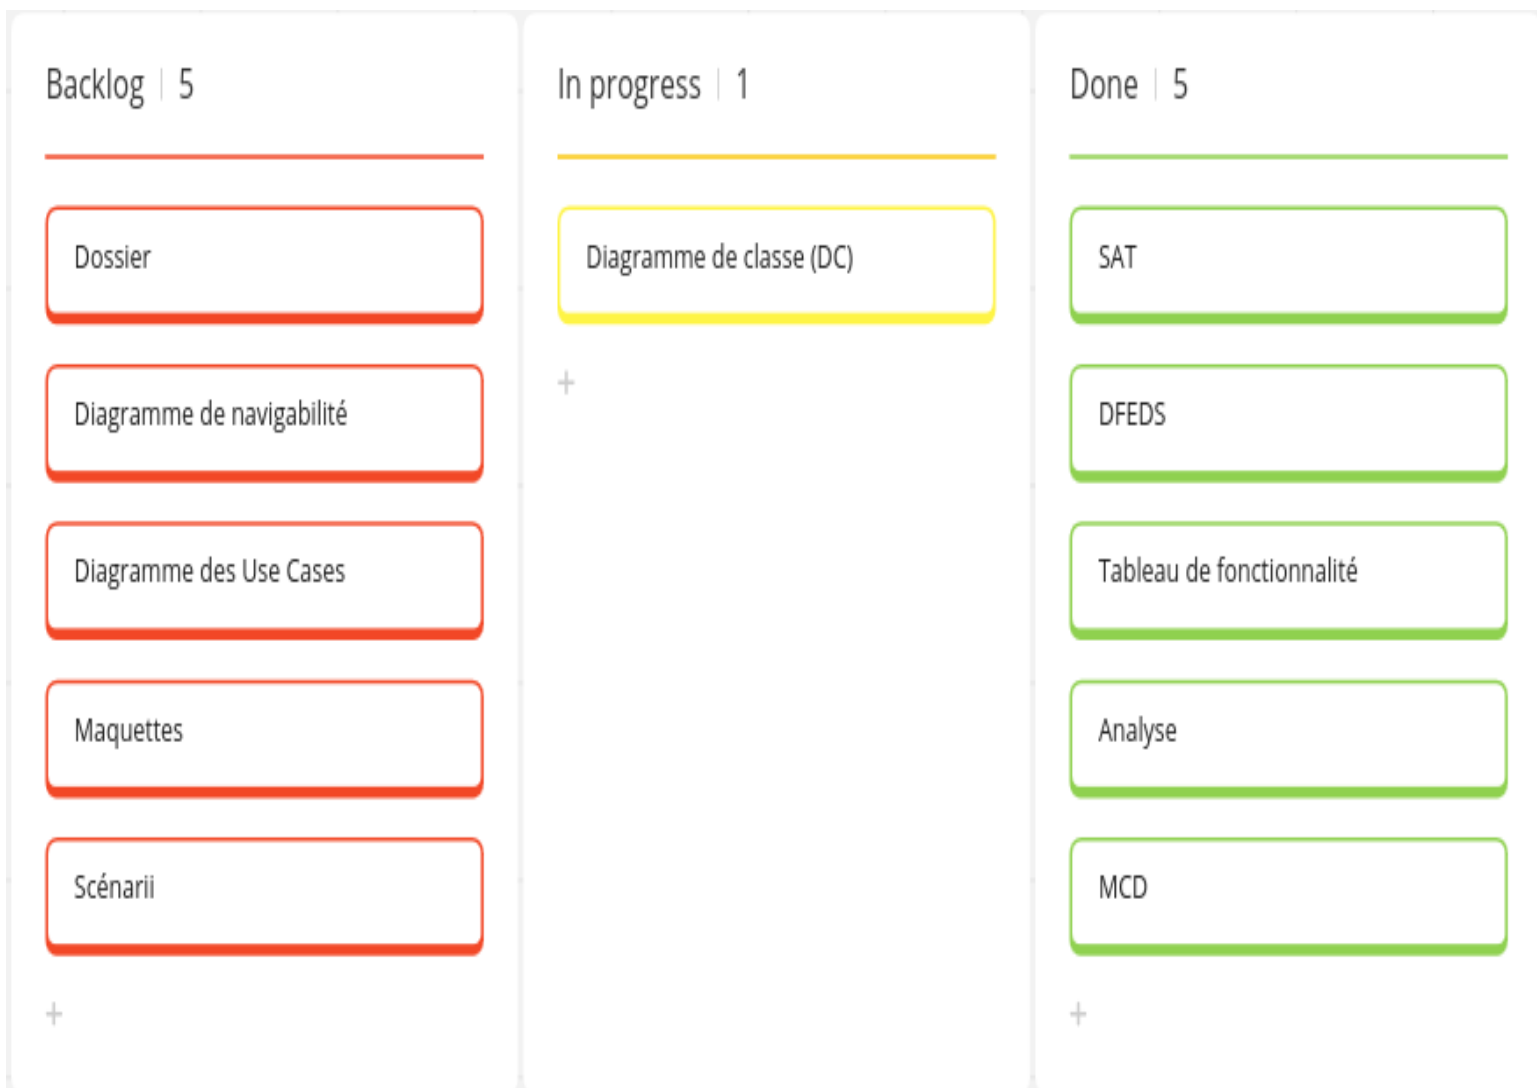 Backlog | 5
Dossier
Diagramme de navigabilité
Diagramme des Use Cases
Maquettes
Scénarii
+
In progress | 1
Diagramme de classe (DC)
+
Done | 5
SAT
DFEDS
Tableau de fonctionnalité
Analyse
MCD
+